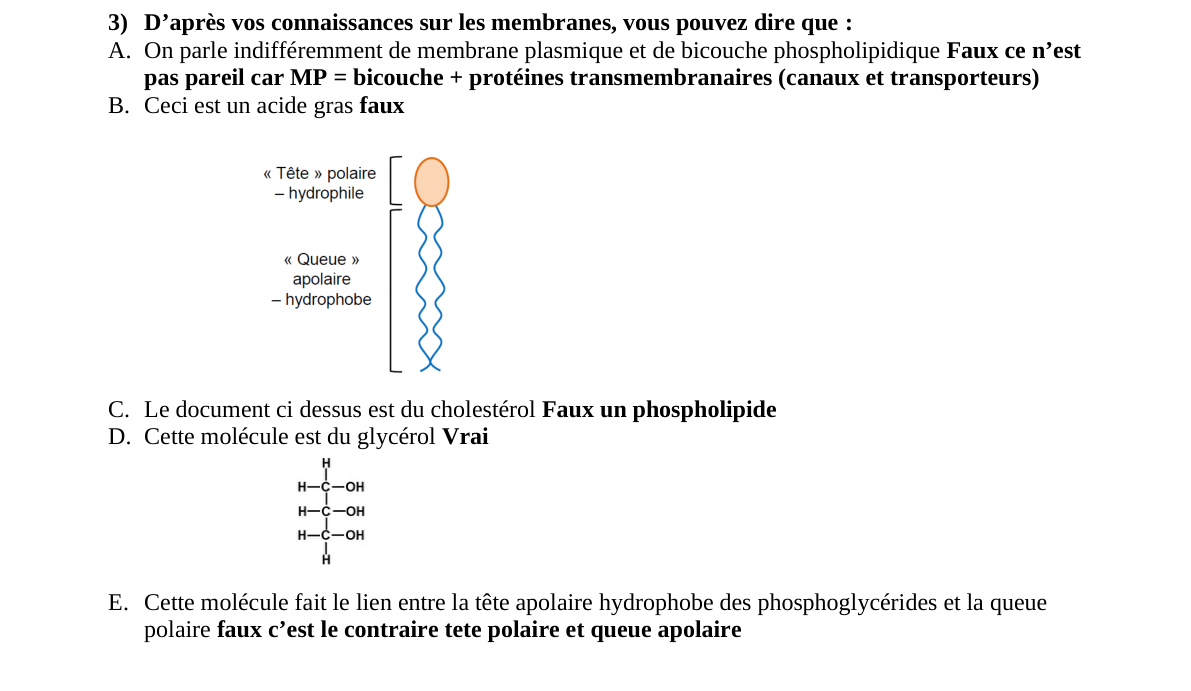 3) D’après vos connaissances sur les membranes, vous pouvez dire que :
A. On parle indifféremment de membrane plasmique et de bicouche phospholipidique Faux ce n’est
pas pareil car MP = bicouche + protéines transmembranaires (canaux et transporteurs)
B. Ceci est un acide gras faux
« Tête » polaire
– hydrophile
« Queue »
apolaire
– hydrophobe
C. Le document ci dessus est du cholestérol Faux un phospholipide
D. Cette molécule est du glycérol Vrai
H
H—C—OH
H—C—OH
H—C—OH
H
E. Cette molécule fait le lien entre la tête apolaire hydrophobe des phosphoglycérides et la queue
polaire faux c’est le contraire tete polaire et queue apolaire